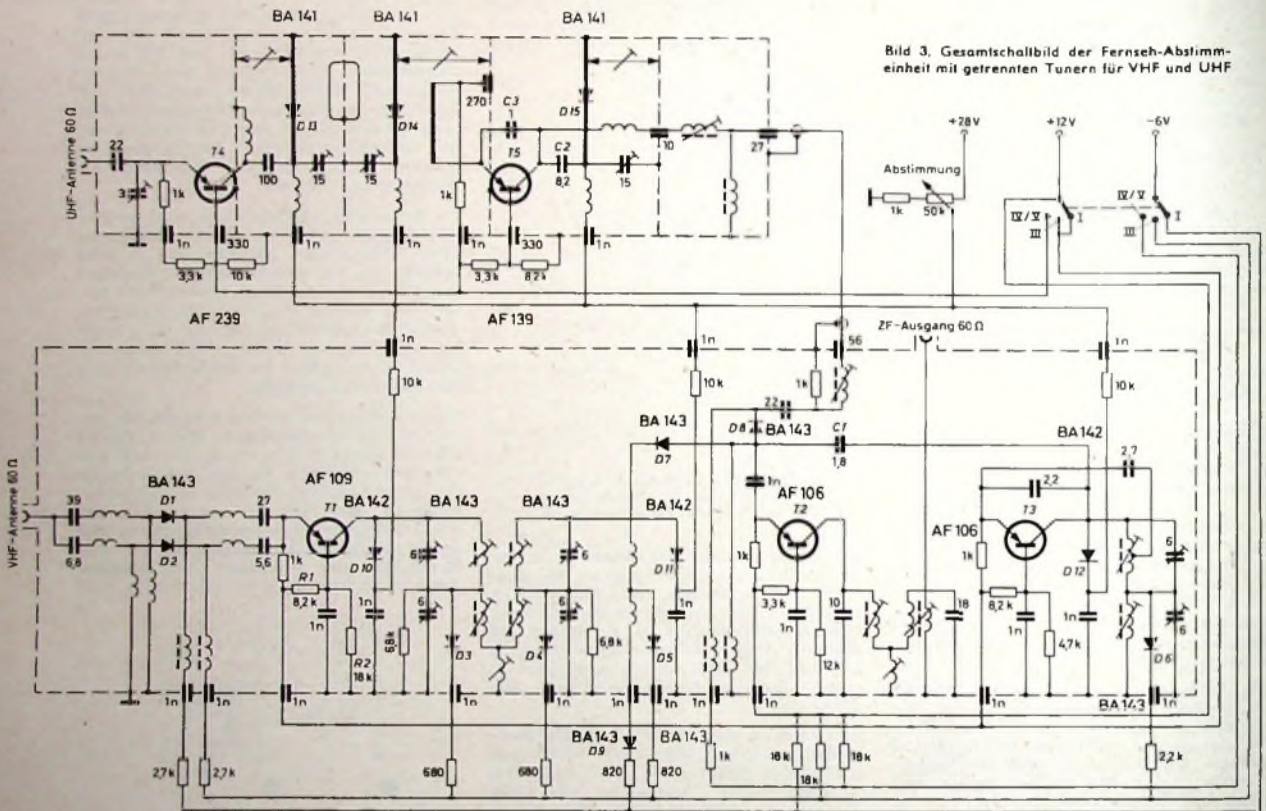 BA 141 BA 141 BA 141
Bild 3. Gesamtschaltbild der Fernseh-Abstimm-
einheit mit getrennten Tunern für VHF und UHF
+28V +12V -6V
UHF-Antenne 60 Ω
22
3
1k
T4
100
D13
15
15
D14
270
C3
1
T5
C2
8,2
D15
15
10
27
1k
Abstimmung
1k 50k
IV/V
III
I
IV/V
III
I
1n 330 1n 1n 1n 330 1n
3,3k 10k 3,3k 8,2k
AF 239 AF 139
1n 1n 56 ZF-Ausgang 60 Ω 1n
10k 10k 1k 10k
22
BA 143 D8 BA 143 C1
D7 1,8
BA 142
2,7
2,2
VHF-Antenne 60 Ω
39 BA 143 D1 27 AF 109 T1 BA 142 BA 143 BA 143 BA 142 1n AF 106 T2 AF 106 T3
6,8 D2 5,6 1k D10 6 6 D11 1k 1k D12 6
R1
8,2k 1n 1n 6 6 1n 3,3k 1n 10 18 8,2k 1n 1n 6
R2
18k 6,8k D3 D4 6,8k D5 12k 4,7k D6
1n 1n 1n 1n 1n 1n 1n 1n 1n 1n 1n
BA 143 BA 143 BA 143
D9
2,7k 2,7k 680 680 820 820 1k 18k 18k 18k 2,2k